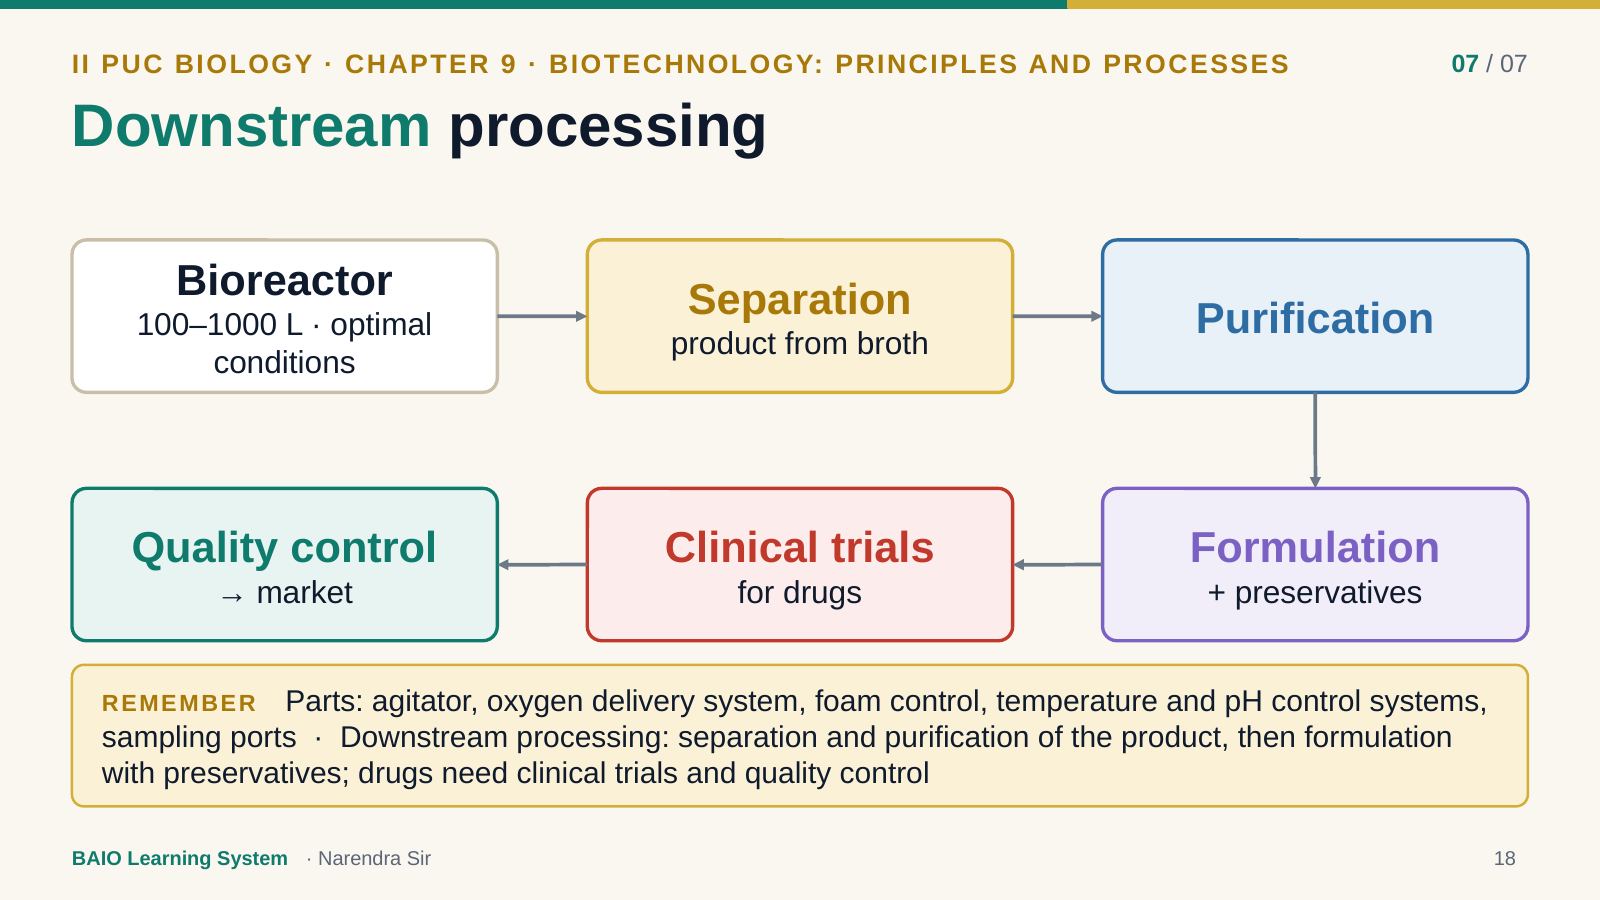 II PUC BIOLOGY · CHAPTER 9 · BIOTECHNOLOGY: PRINCIPLES AND PROCESSES
07 / 07
Downstream processing
Bioreactor
100–1000 L · optimal
conditions
Separation
product from broth
Purification
Quality control
→ market
Clinical trials
for drugs
Formulation
+ preservatives
REMEMBER Parts: agitator, oxygen delivery system, foam control, temperature and pH control systems,
sampling ports · Downstream processing: separation and purification of the product, then formulation
with preservatives; drugs need clinical trials and quality control
BAIO Learning System · Narendra Sir
18